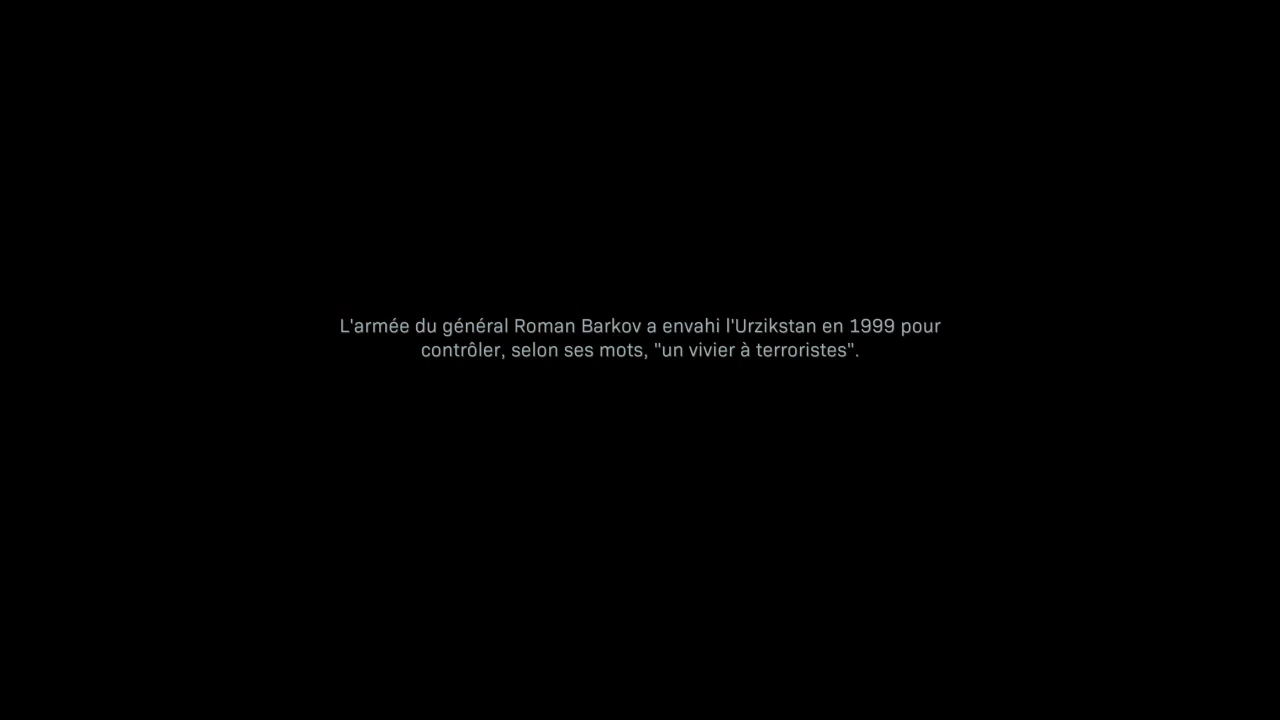 L'armée du général Roman Barkov a envahi l'Urzikstan en 1999 pour
contrôler, selon ses mots, "un vivier à terroristes".